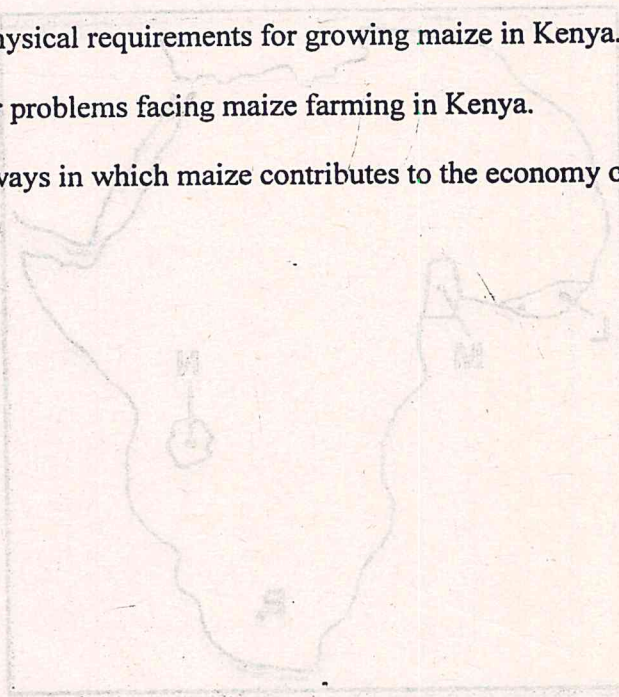 hysical requirements for growing maize in Kenya.
problems facing maize farming in Kenya.
ways in which maize contributes to the economy